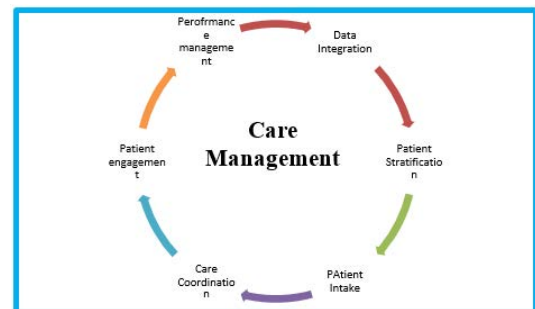 Perofrmanc
e
manageme
nt
Data
Integration
Patient
Stratificatio
n
PAtient
Intake
Care
Coordinatio
n
Patient
engagemen
t
Care
Management